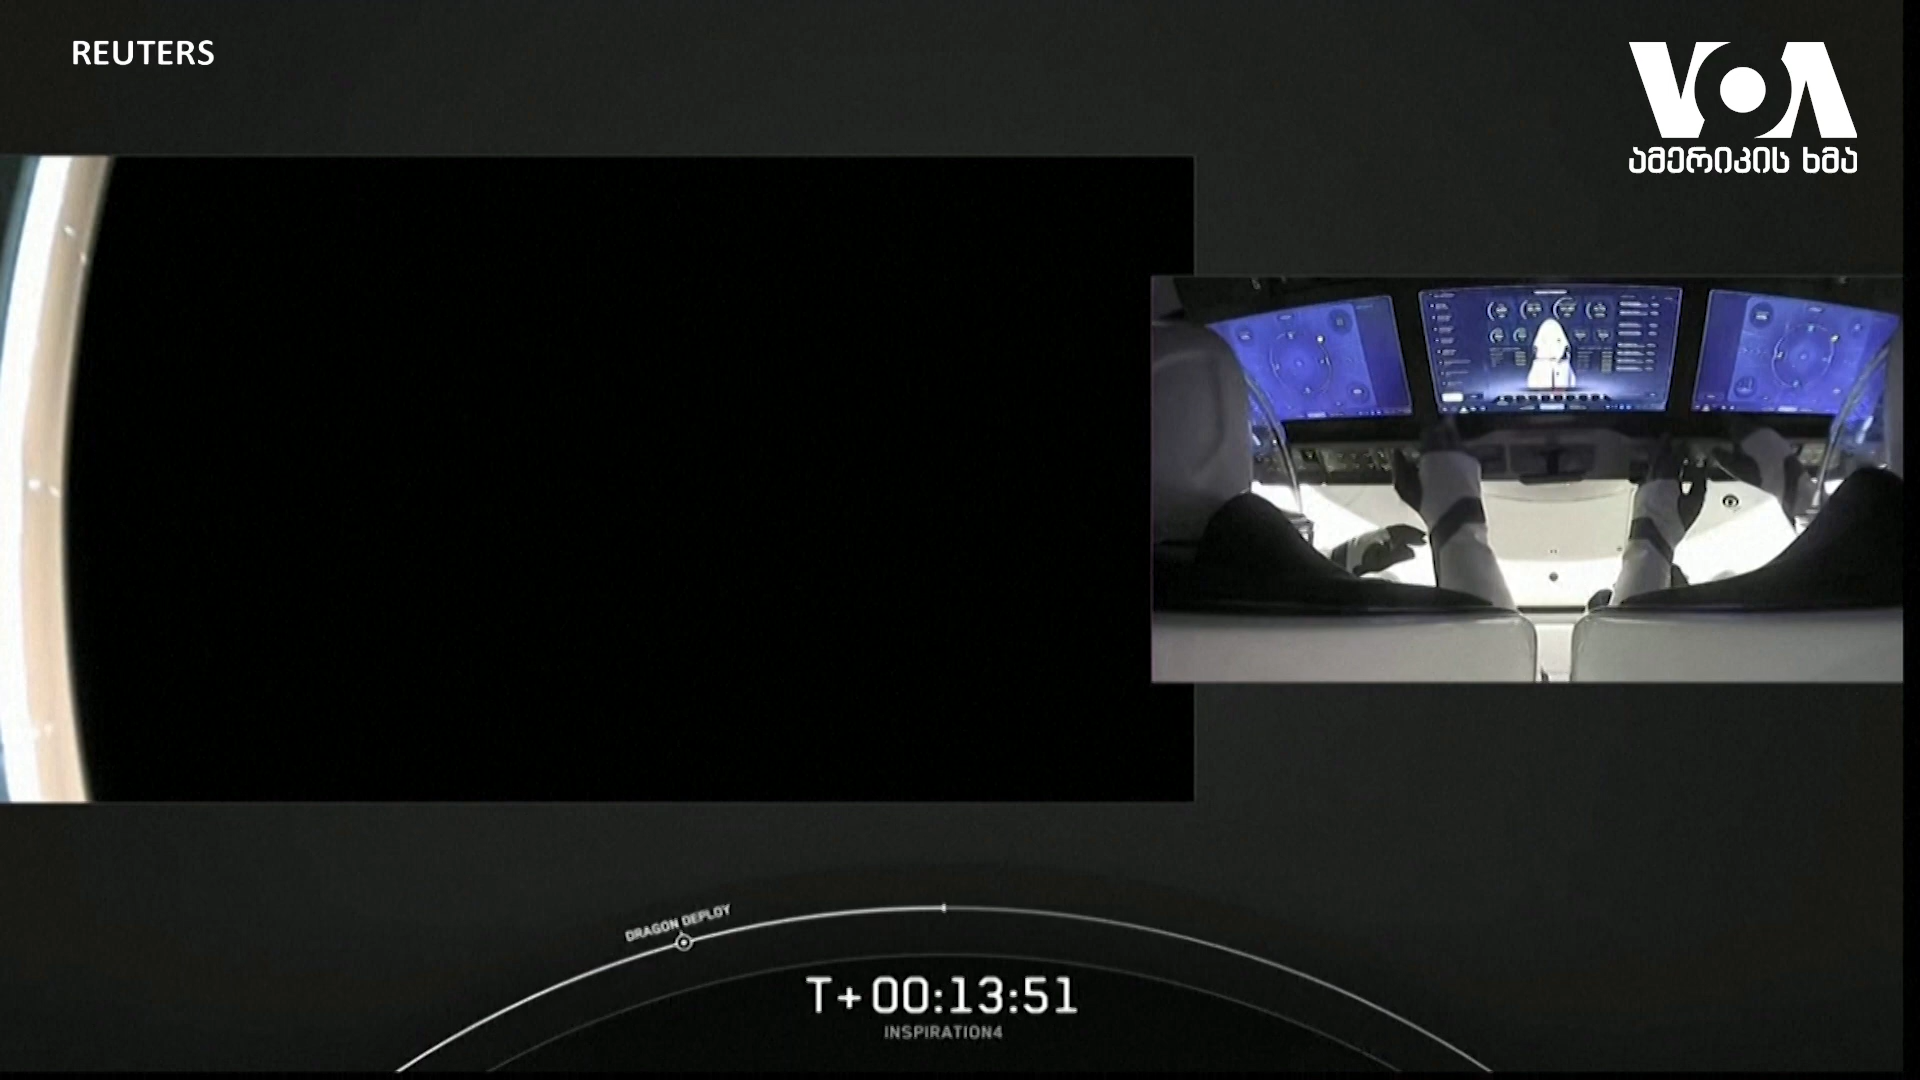 REUTERS
VOA
ამერიკის ხმა
DRAGON DEPLOY
T+00:13:51
INSPIRATION4